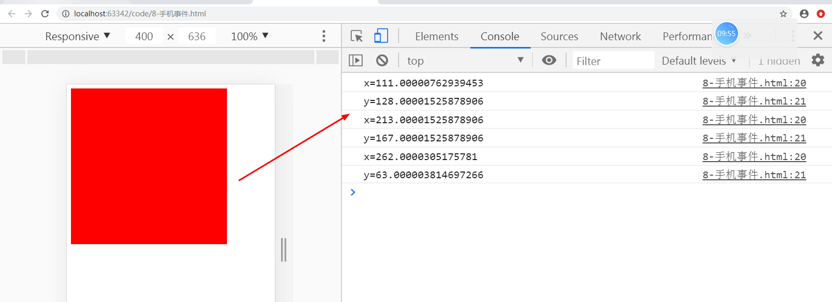 localhost:63342/code/8-手机事件.html
Responsive ▼ 400 × 636 100% ▼
Elements Console Sources Network Performan 09:55
top ▼ Filter Default levels ▼ 1 hidden
x=111.00000762939453 8-手机事件.html:20
y=128.00001525878906 8-手机事件.html:21
x=213.00001525878906 8-手机事件.html:20
y=167.00001525878906 8-手机事件.html:21
x=262.0000305175781 8-手机事件.html:20
y=63.000003814697266 8-手机事件.html:21